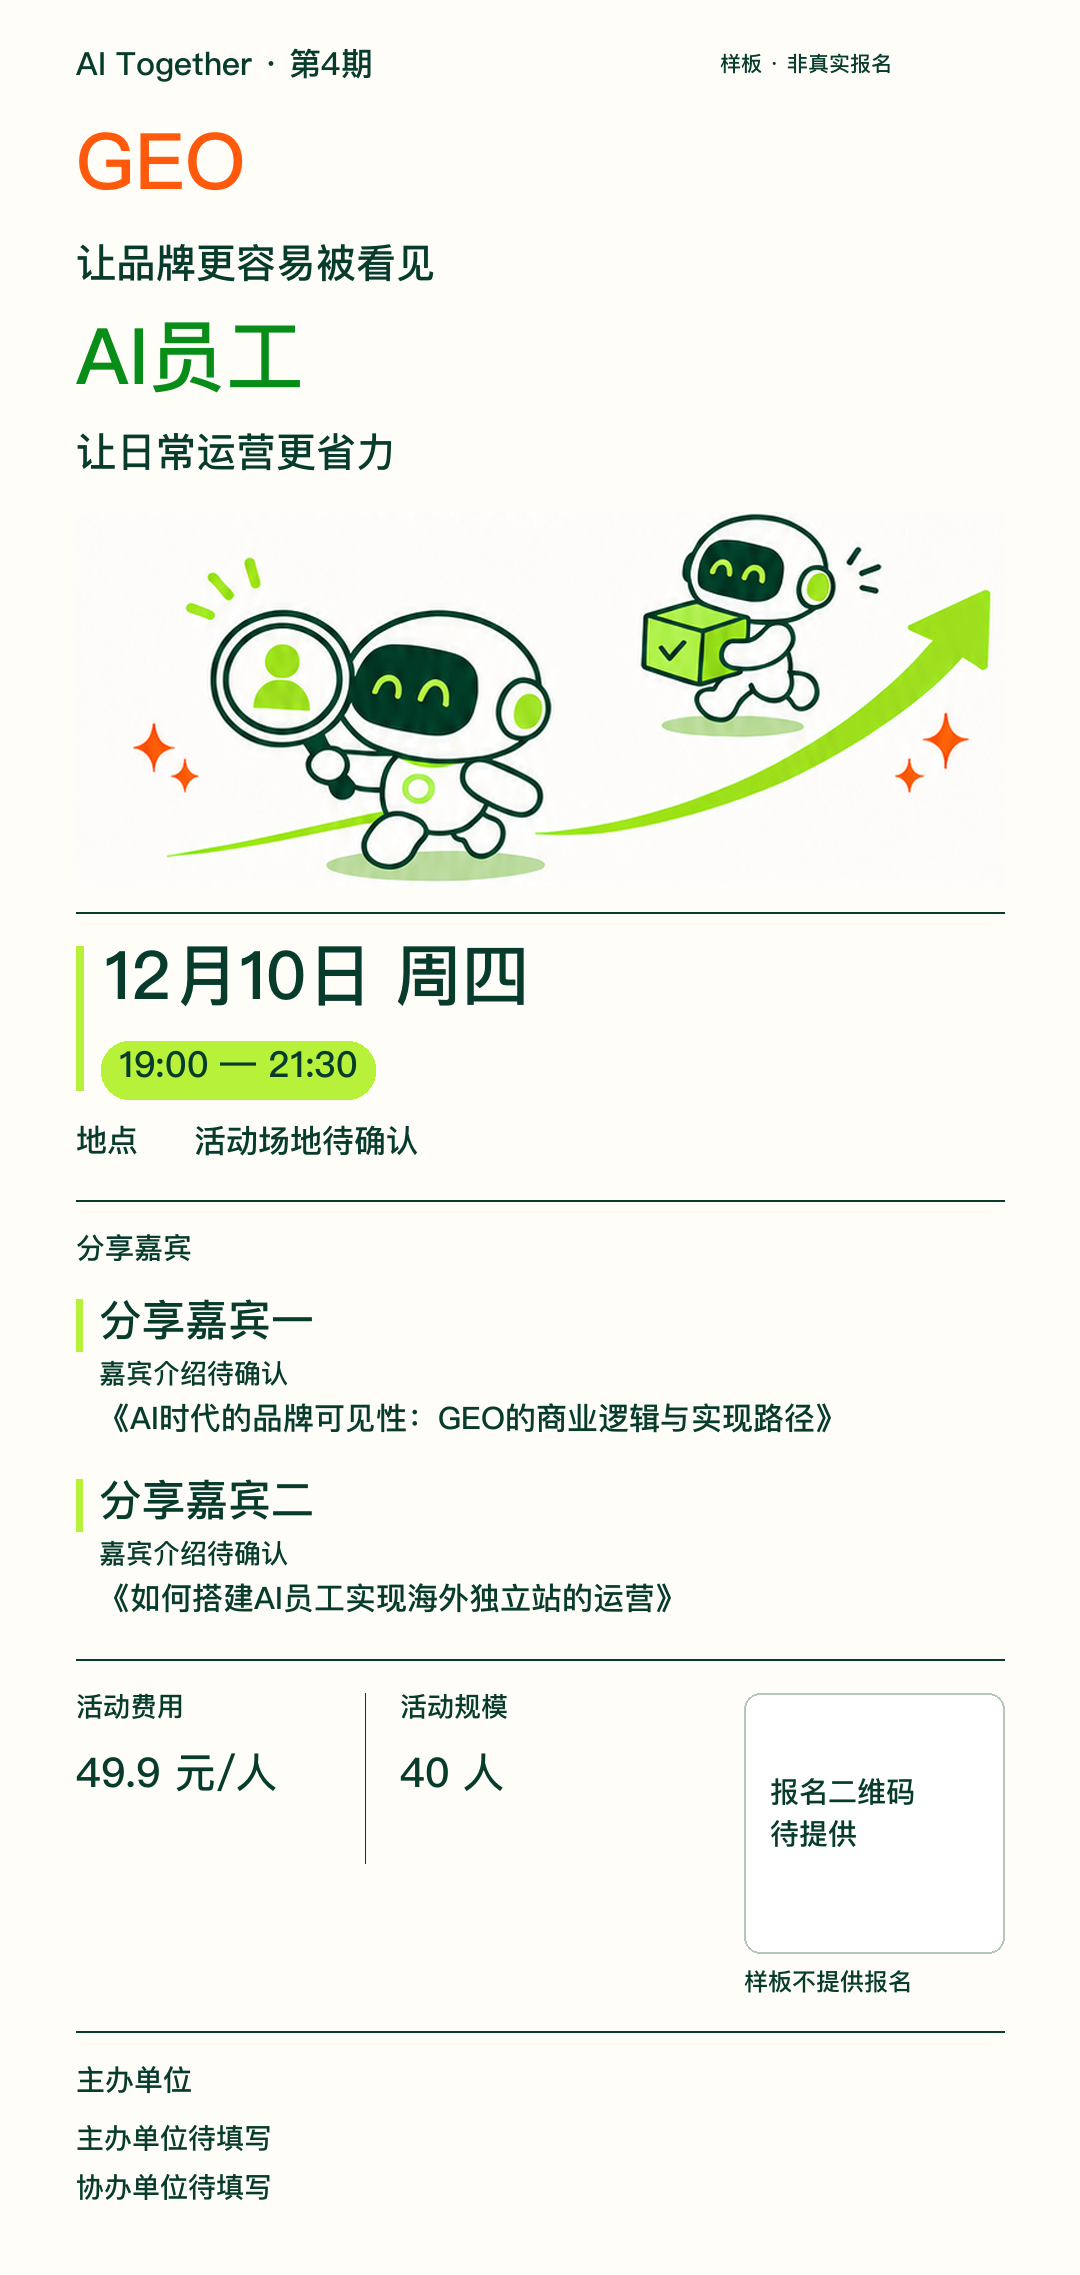 AI Together · 第4期
样板 · 非真实报名
GEO
让品牌更容易被看见
AI员工
让日常运营更省力
12月10日 周四
19:00 — 21:30
地点 活动场地待确认
分享嘉宾
分享嘉宾一
嘉宾介绍待确认
《AI时代的品牌可见性：GEO的商业逻辑与实现路径》
分享嘉宾二
嘉宾介绍待确认
《如何搭建AI员工实现海外独立站的运营》
活动费用
49.9 元/人
活动规模
40 人
报名二维码
待提供
样板不提供报名
主办单位
主办单位待填写
协办单位待填写